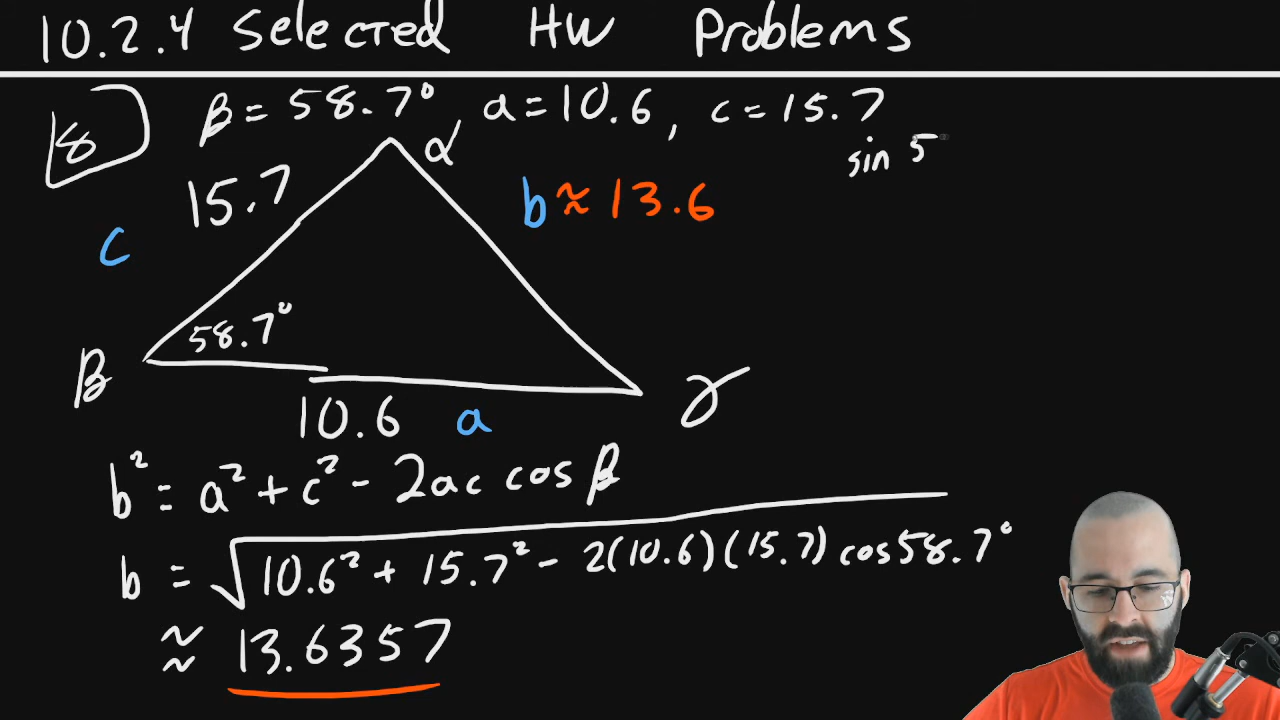 10.2.4 Selected HW Problems
8 β = 58.7°, a = 10.6, c = 15.7
sin 5
α
15.7
b ≈ 13.6
c
58.7°
β
γ
10.6 a
b² = a² + c² - 2ac cos β
b = √10.6² + 15.7² - 2(10.6)(15.7) cos 58.7°
≈ 13.6357